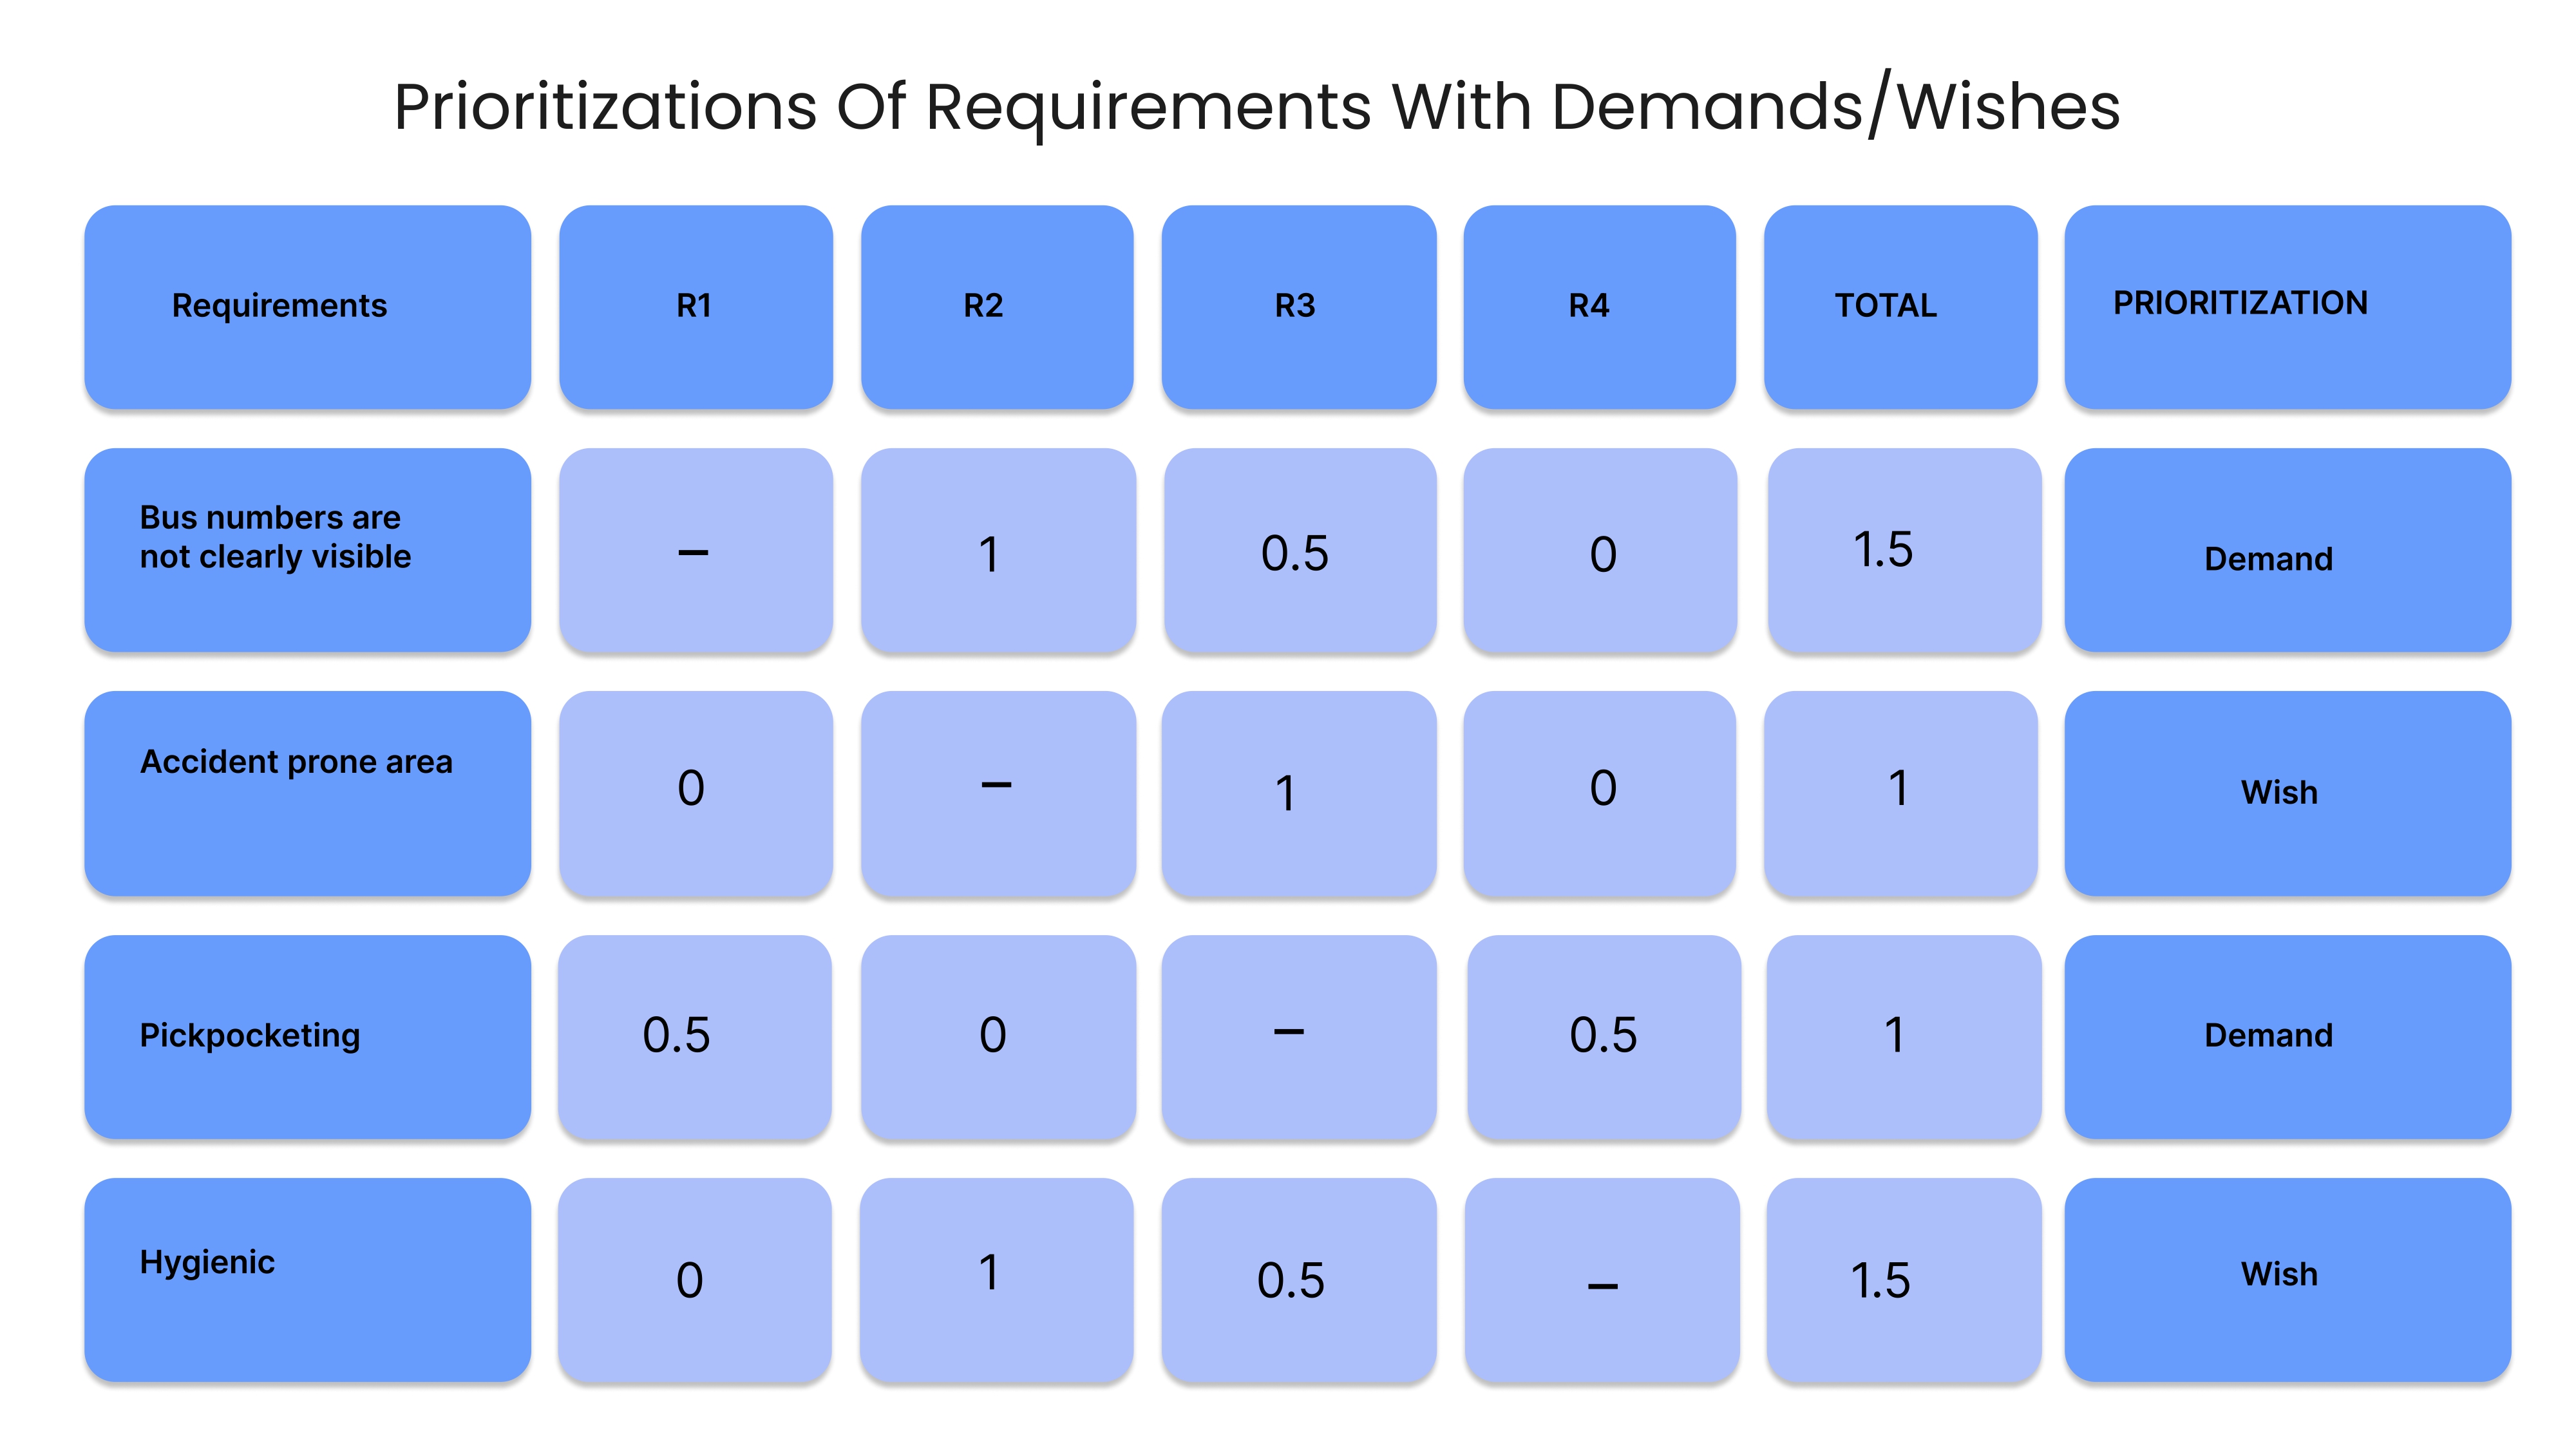 Prioritizations Of Requirements With Demands/Wishes
Requirements R1 R2 R3 R4 TOTAL PRIORITIZATION
Bus numbers are
not clearly visible
– 1 0.5 0 1.5 Demand
Accident prone area
0 – 1 0 1 Wish
Pickpocketing 0.5 0 – 0.5 1 Demand
Hygienic 0 1 0.5 – 1.5 Wish